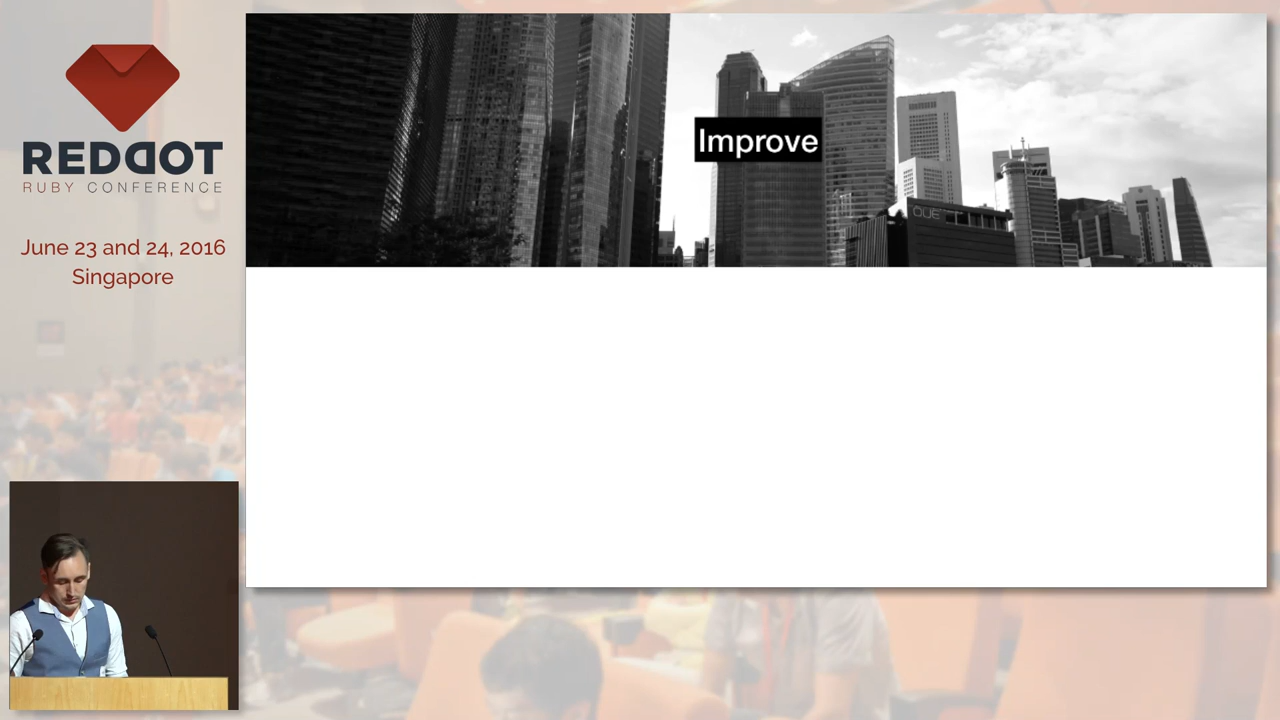 REDDOT
RUBY CONFERENCE
June 23 and 24, 2016
Singapore
Improve
OUE